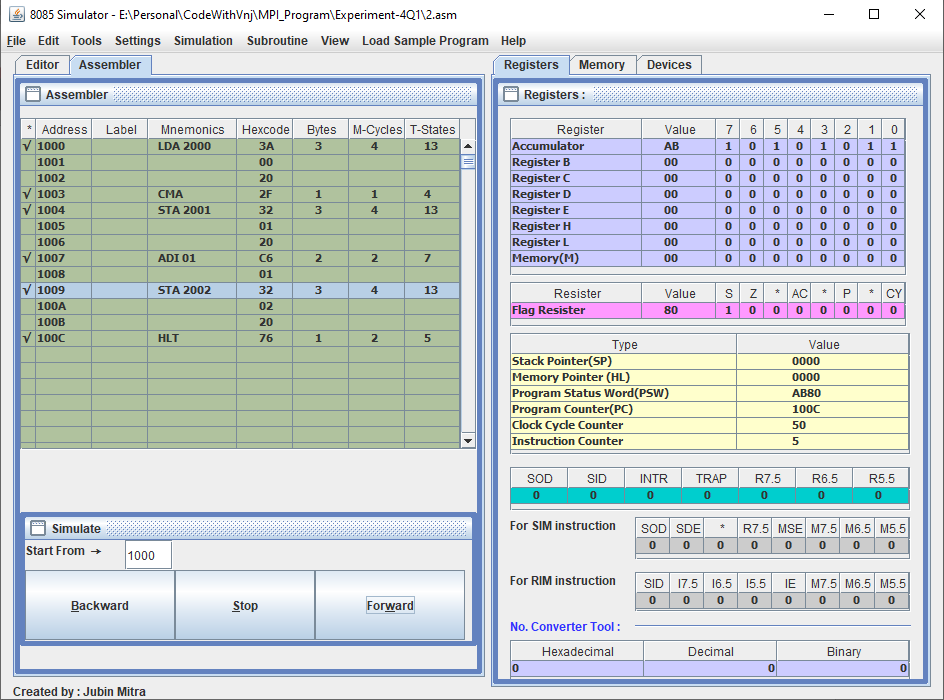 8085 Simulator - E:\Personal\CodeWithVnj\MPI_Program\Experiment-4Q1\2.asm
File Edit Tools Settings Simulation Subroutine View Load Sample Program Help
Editor Assembler
Assembler
* Address Label Mnemonics Hexcode Bytes M-Cycles T-States
√ 1000 LDA 2000 3A 3 4 13
1001 00
1002 20
√ 1003 CMA 2F 1 1 4
√ 1004 STA 2001 32 3 4 13
1005 01
1006 20
√ 1007 ADI 01 C6 2 2 7
1008 01
√ 1009 STA 2002 32 3 4 13
100A 02
100B 20
√ 100C HLT 76 1 2 5
Simulate
Start From → 1000
Backward Stop Forward
Created by : Jubin Mitra
Registers Memory Devices
Registers :
Register Value 7 6 5 4 3 2 1 0
Accumulator AB 1 0 1 0 1 0 1 1
Register B 00 0 0 0 0 0 0 0 0
Register C 00 0 0 0 0 0 0 0 0
Register D 00 0 0 0 0 0 0 0 0
Register E 00 0 0 0 0 0 0 0 0
Register H 00 0 0 0 0 0 0 0 0
Register L 00 0 0 0 0 0 0 0 0
Memory(M) 00 0 0 0 0 0 0 0 0
Resister Value S Z * AC * P * CY
Flag Resister 80 1 0 0 0 0 0 0 0
Type Value
Stack Pointer(SP) 0000
Memory Pointer (HL) 0000
Program Status Word(PSW) AB80
Program Counter(PC) 100C
Clock Cycle Counter 50
Instruction Counter 5
SOD SID INTR TRAP R7.5 R6.5 R5.5
0 0 0 0 0 0 0
For SIM instruction SOD SDE * R7.5 MSE M7.5 M6.5 M5.5
0 0 0 0 0 0 0 0
For RIM instruction SID I7.5 I6.5 I5.5 IE M7.5 M6.5 M5.5
0 0 0 0 0 0 0 0
No. Converter Tool :
Hexadecimal Decimal Binary
0 0 0